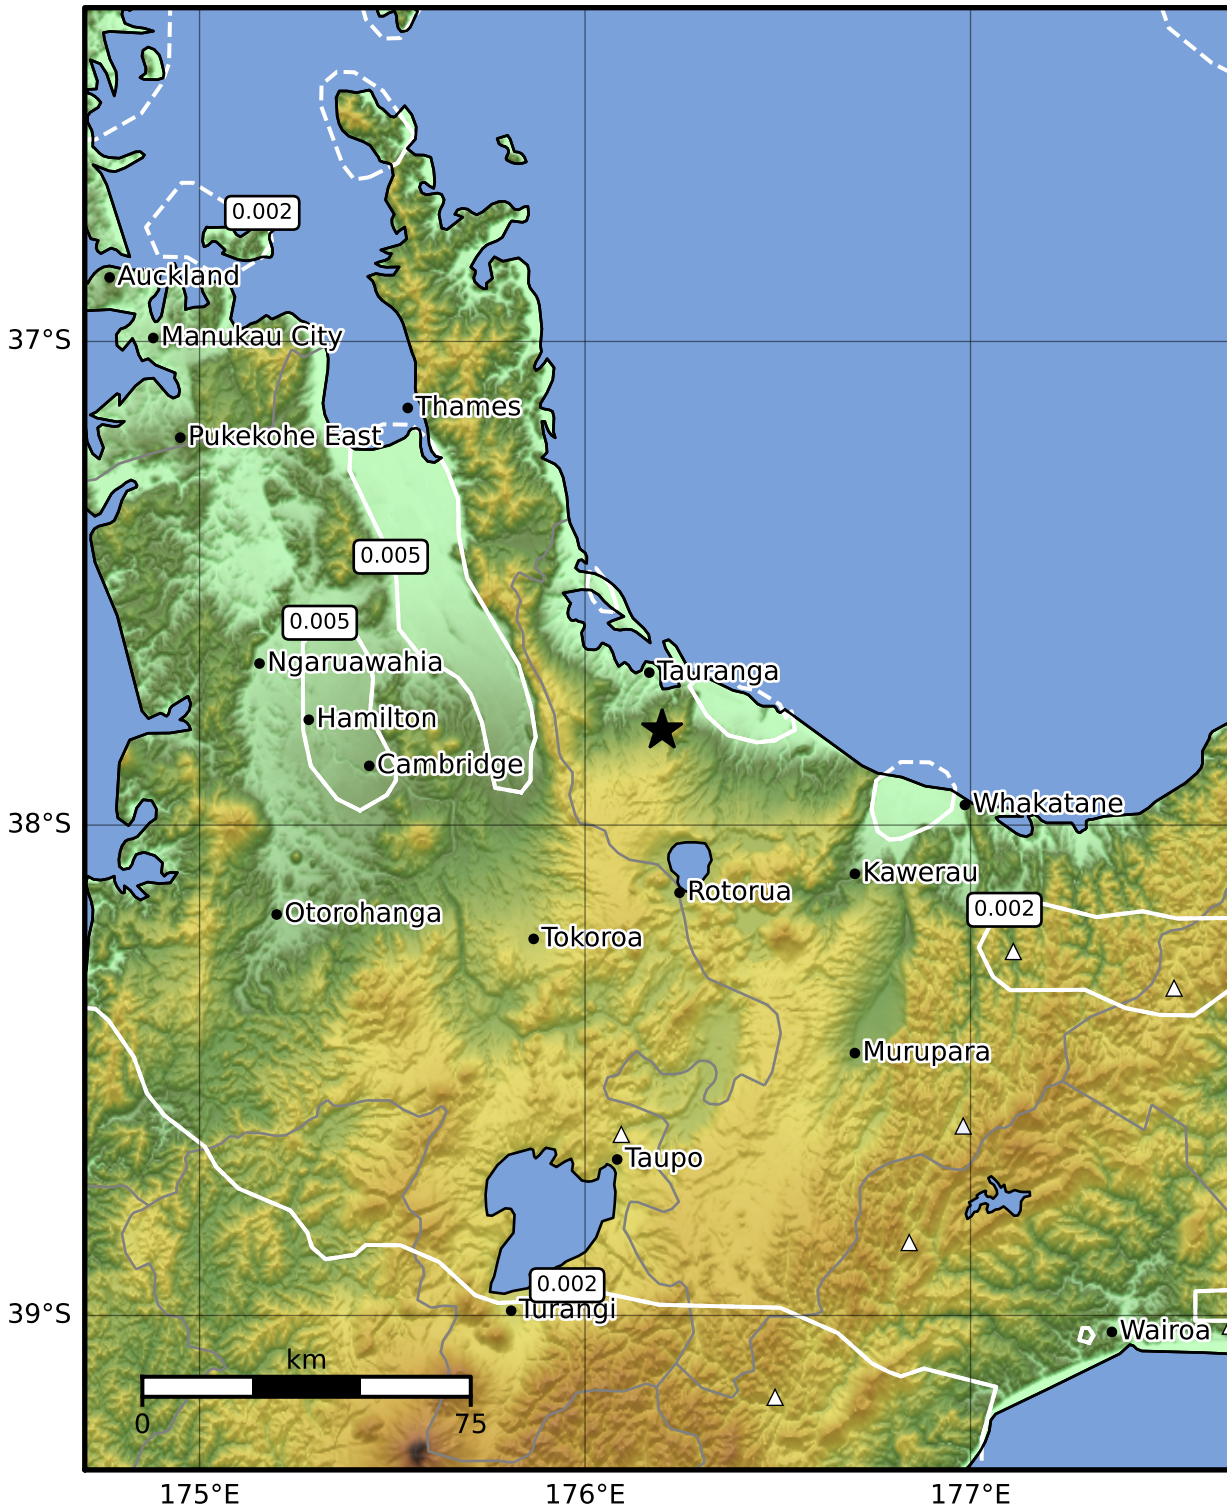 0.002
Auckland
Manukau City
37°S
Thames
Pukekohe East
0.005
0.005
Ngaruawahia
Tauranga
Hamilton
Cambridge
Whakatane
38°S
Kawerau
Rotorua
0.002
Otorohanga
Tokoroa
Murupara
Taupo
0.002
Turangi
39°S
Wairoa
km
0 75
175°E 176°E 177°E